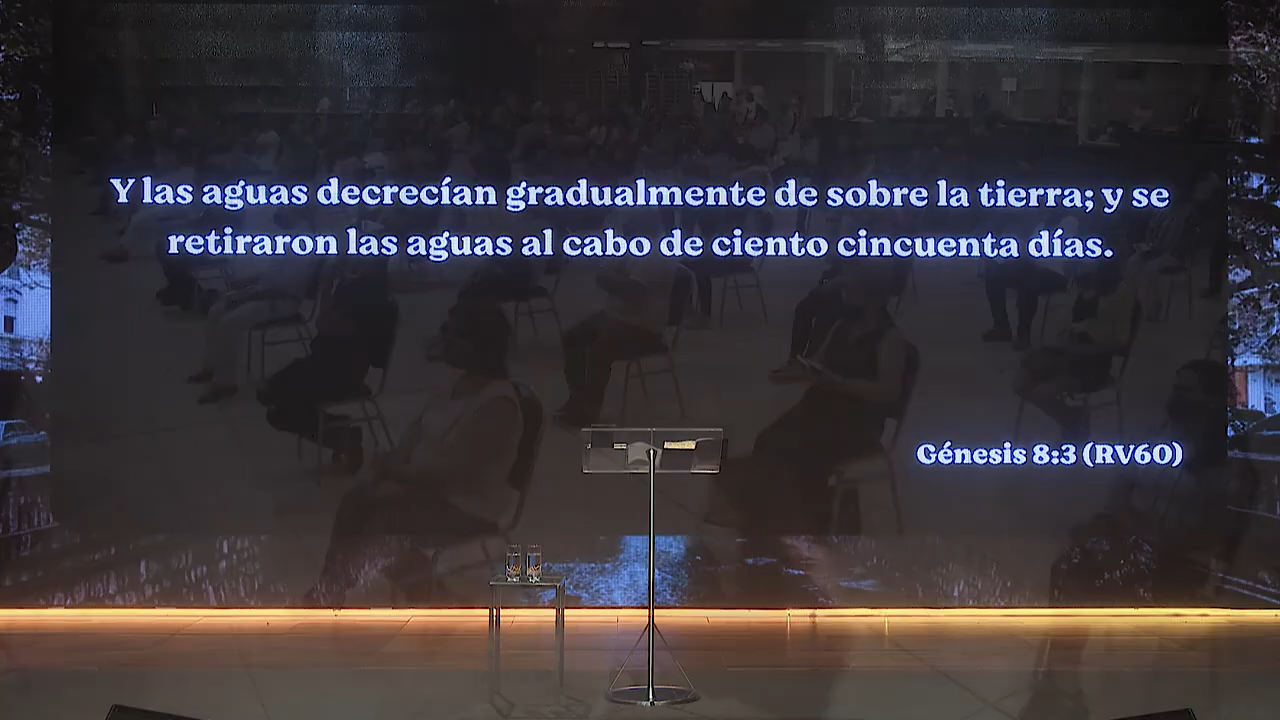 Y las aguas decrecían gradualmente de sobre la tierra; y se
retiraron las aguas al cabo de ciento cincuenta días.
Génesis 8:3 (RV60)